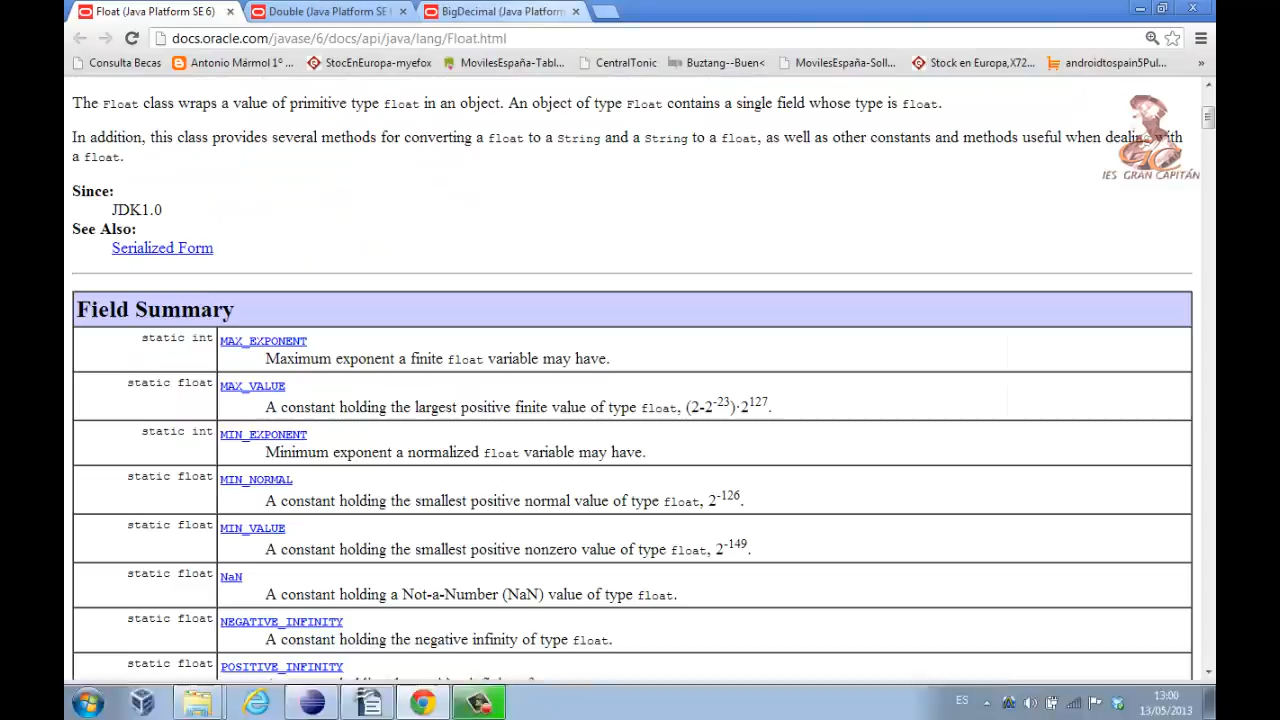 Float (Java Platform SE 6)
Double (Java Platform SE 6
BigDecimal (Java Platform
docs.oracle.com/javase/6/docs/api/java/lang/Float.html
Consulta Becas
Antonio Mármol 1º ...
StocEnEuropa-myefox
MovilesEspaña-Tabl...
CentralTonic
Buztang--Buen<
MovilesEspaña-Soll...
Stock en Europa,X72...
androidtospain5Pul...
»
The Float class wraps a value of primitive type float in an object. An object of type Float contains a single field whose type is float.
In addition, this class provides several methods for converting a float to a String and a String to a float, as well as other constants and methods useful when dealing with
a float.
IES GRAN CAPITÁN
Since:
JDK1.0
See Also:
Serialized Form
Field Summary
static int MAX_EXPONENT
Maximum exponent a finite float variable may have.
static float MAX_VALUE
A constant holding the largest positive finite value of type float, (2-2-23)·2127.
static int MIN_EXPONENT
Minimum exponent a normalized float variable may have.
static float MIN_NORMAL
A constant holding the smallest positive normal value of type float, 2-126.
static float MIN_VALUE
A constant holding the smallest positive nonzero value of type float, 2-149.
static float NaN
A constant holding a Not-a-Number (NaN) value of type float.
static float NEGATIVE_INFINITY
A constant holding the negative infinity of type float.
static float POSITIVE_INFINITY
ES
13:00
13/05/2013